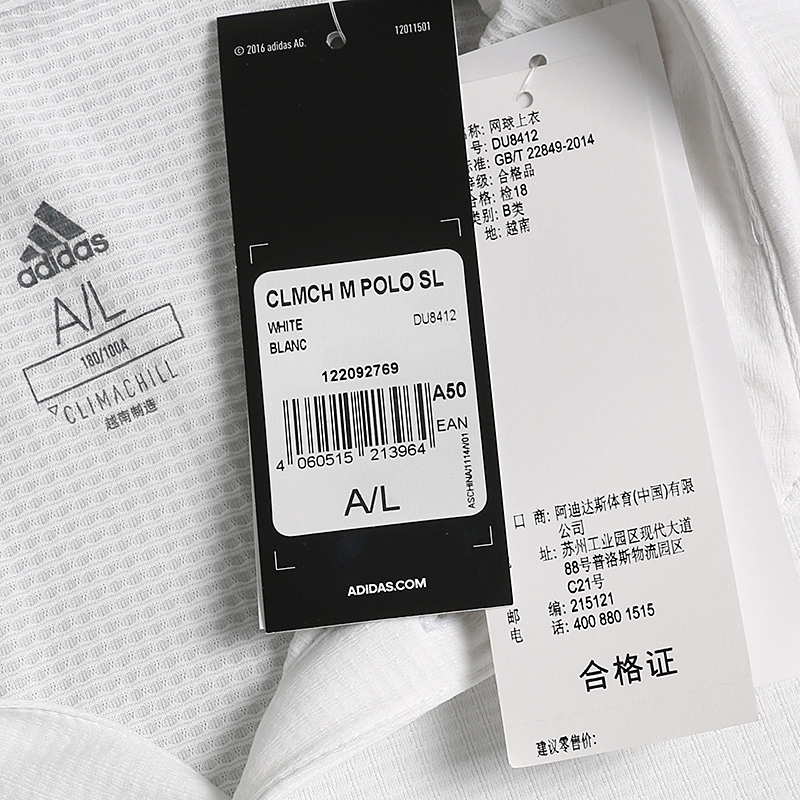 adidas
A/L
180/100A
CLIMACHILL
越南制造
© 2016 adidas AG.
12011501
CLMCH M POLO SL
WHITE
DU8412
BLANC
122092769
A50
EAN
4 060515 213964
ASCHINA/1114/V01
A/L
ADIDAS.COM
称: 网球上衣
号: DU8412
标准: GB/T 22849-2014
等级: 合格品
合格: 检18
类别: B类
地: 越南
口 商: 阿迪达斯体育(中国)有限
公司
址: 苏州工业园区现代大道
88号普洛斯物流园区
C21号
邮 编: 215121
电 话: 400 880 1515
合格证
建议零售价: